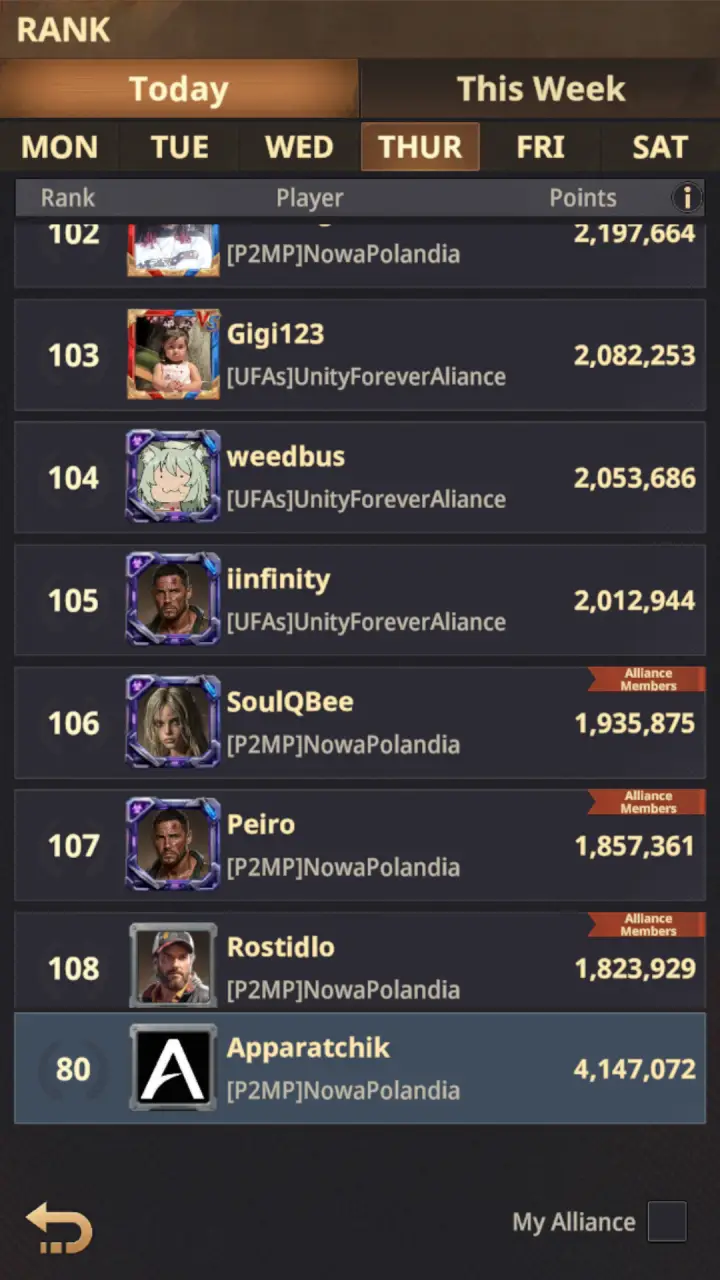 RANK
Today
This Week
MON TUE WED THUR FRI SAT
Rank Player Points i
102
2,197,664
[P2MP]NowaPolandia
103
Gigi123
[UFAs]UnityForeverAliance
2,082,253
104
weedbus
[UFAs]UnityForeverAliance
2,053,686
105
iinfinity
[UFAs]UnityForeverAliance
2,012,944
106
SoulQBee
[P2MP]NowaPolandia
Alliance
Members
1,935,875
107
Peiro
[P2MP]NowaPolandia
Alliance
Members
1,857,361
108
Rostidlo
[P2MP]NowaPolandia
Alliance
Members
1,823,929
80
A
Apparatchik
[P2MP]NowaPolandia
4,147,072
My Alliance